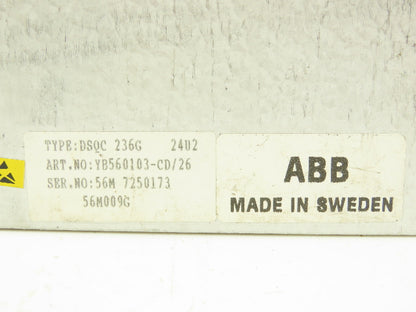 TYPE:DSQC 236G 24U2
ART.NO:YB560103-CD/26
SER.NO:56M 7250173
56M009G
ABB
MADE IN SWEDEN